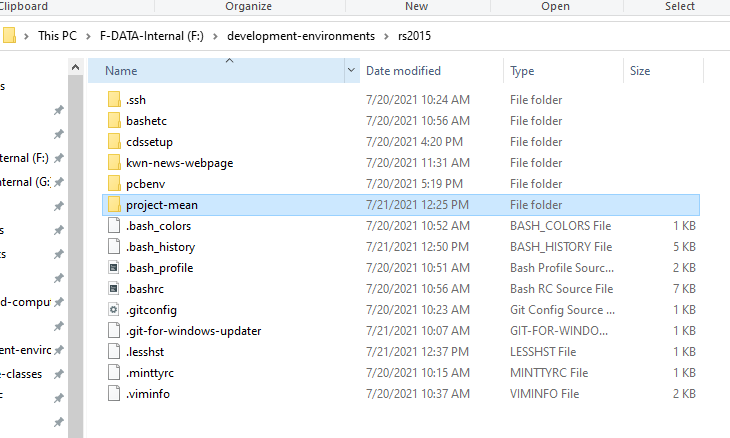 Clipboard Organize New Open Select
This PC > F-DATA-Internal (F:) > development-environments > rs2015
Name Date modified Type Size
.ssh 7/20/2021 10:24 AM File folder
bashetc 7/20/2021 10:56 AM File folder
cdssetup 7/20/2021 4:20 PM File folder
kwn-news-webpage 7/20/2021 11:31 AM File folder
pcbenv 7/20/2021 5:19 PM File folder
project-mean 7/21/2021 12:25 PM File folder
.bash_colors 7/20/2021 10:52 AM BASH_COLORS File 1 KB
.bash_history 7/21/2021 12:50 PM BASH_HISTORY File 5 KB
.bash_profile 7/20/2021 10:51 AM Bash Profile Sourc... 2 KB
.bashrc 7/20/2021 10:56 AM Bash RC Source File 7 KB
.gitconfig 7/20/2021 10:23 AM Git Config Source ... 1 KB
.git-for-windows-updater 7/21/2021 10:07 AM GIT-FOR-WINDO... 1 KB
.lesshst 7/21/2021 12:37 PM LESSHST File 1 KB
.minttyrc 7/20/2021 10:15 AM MINTTYRC File 1 KB
.viminfo 7/20/2021 10:37 AM VIMINFO File 2 KB
s
ternal (F:)
nternal (G:
s
ts
d-compu
ent-enviro
e-classes